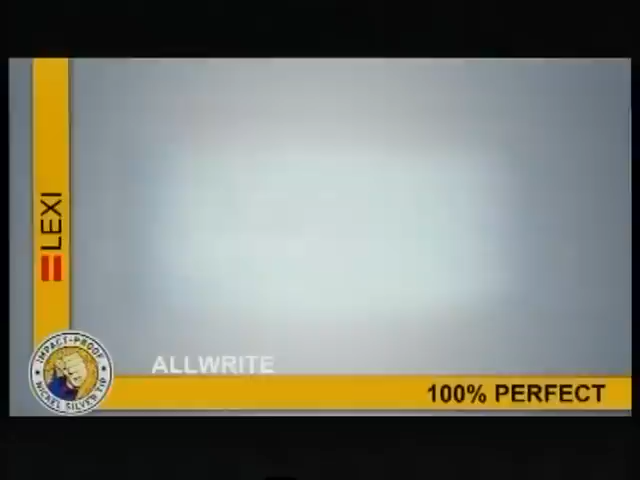 LEXI
IMPACT-PROOF
NICKEL SILVER TIP
ALLWRITE
100% PERFECT